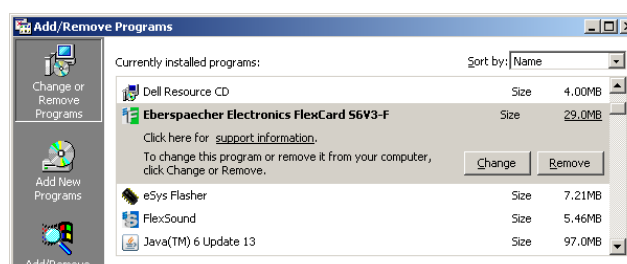 Add/Remove Programs
Change or
Remove
Programs
Add New
Programs
Add/Remove
Currently installed programs:
Sort by: Name
Dell Resource CD Size 4.00MB
Eberspaecher Electronics FlexCard S6V3-F Size 29.0MB
Click here for support information.
To change this program or remove it from your computer,
click Change or Remove.
Change Remove
eSys Flasher Size 7.21MB
FlexSound Size 5.46MB
Java(TM) 6 Update 13 Size 97.0MB